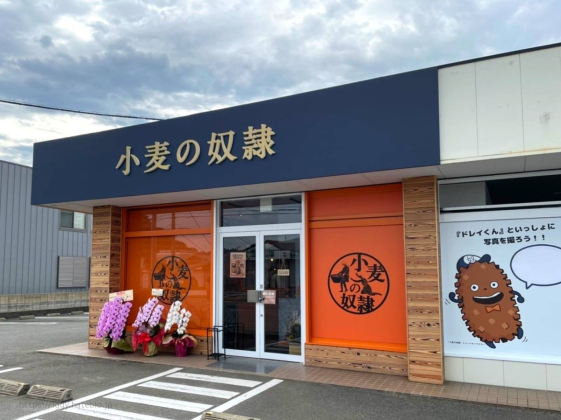 小麦の奴隷
小麦
の
奴隷
小麦
の
奴隷
『ドレイくん』といっしょに
写真を撮ろう！！